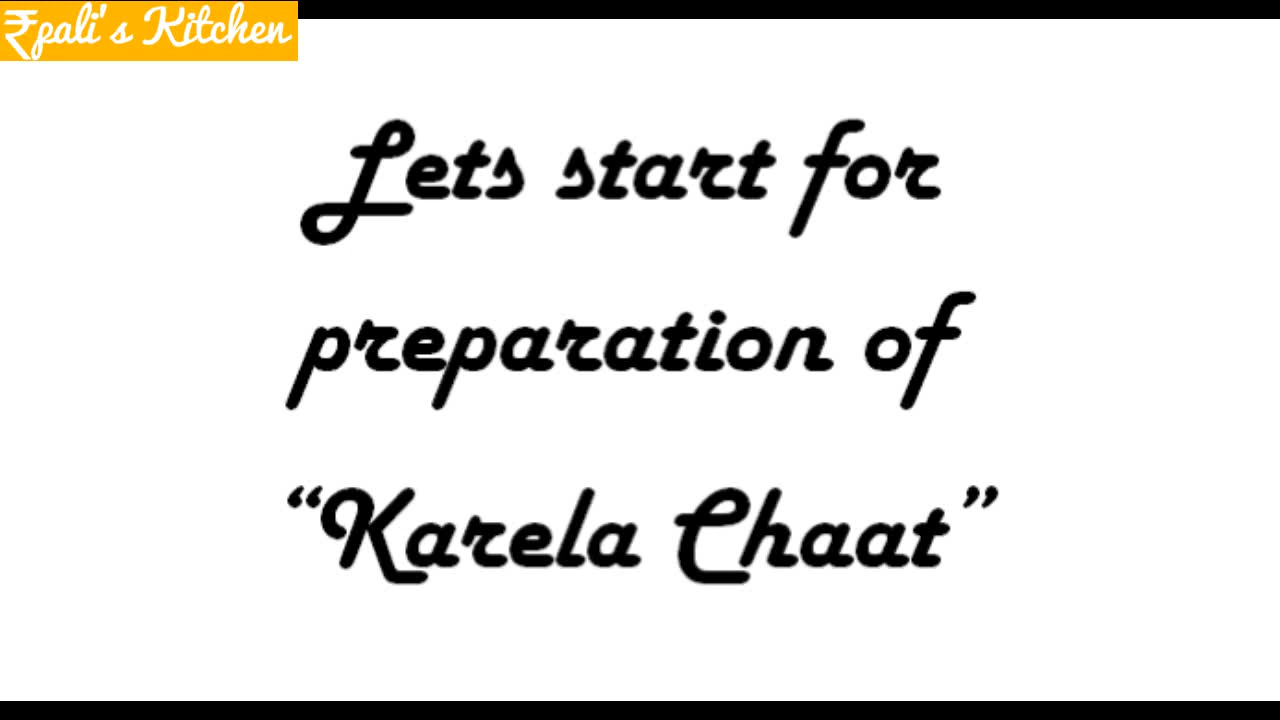 ₹pali's Kitchen
Lets start for
preparation of
“Karela Chaat”